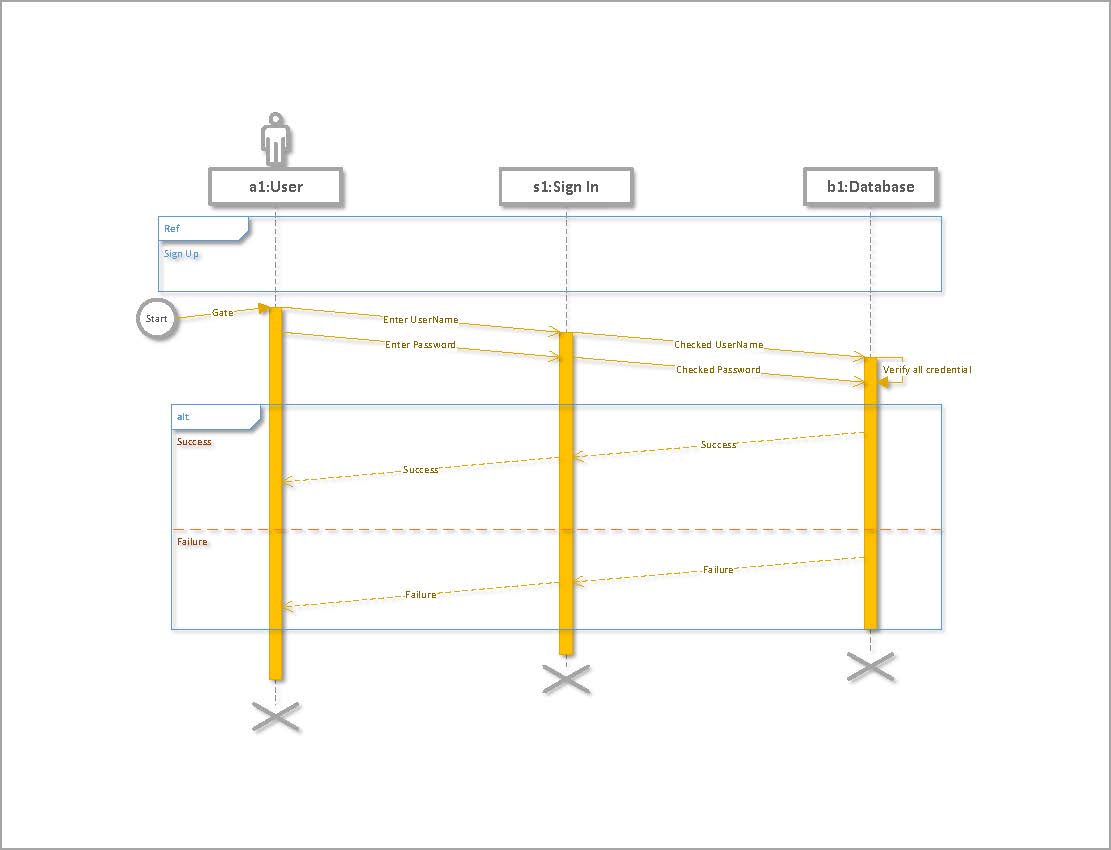 a1:User
s1:Sign In
b1:Database
Ref
Sign Up
Start
Gate
Enter UserName
Enter Password
Checked UserName
Checked Password
Verify all credential
alt
Success
Success
Success
Failure
Failure
Failure